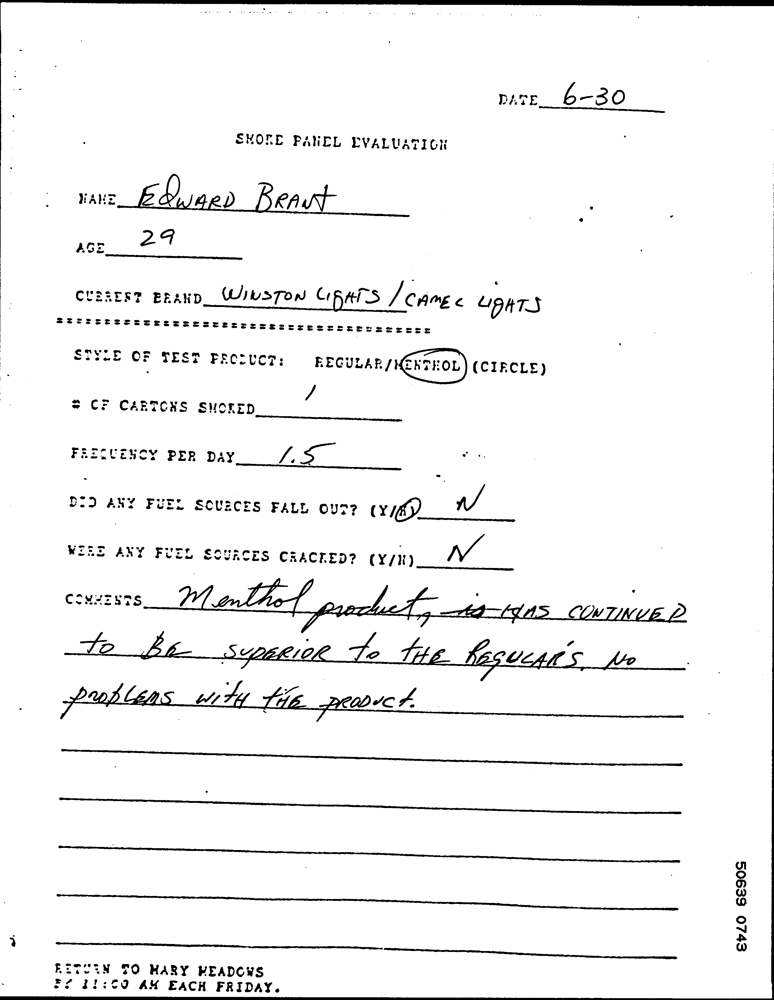 DATE 6-30
SMOKE PANEL EVALUATION
NAME EDWARD BRANT
AGE 29
CURRENT BRAND WINSTON LIGHTS / CAMEL LIGHTS
========================================
STYLE OF TEST PRODUCT: REGULAR/MENTHOL (CIRCLE)
# OF CARTONS SMOKED 1
FREQUENCY PER DAY 1.5
DID ANY FUEL SOURCES FALL OUT? (Y/N) N
WERE ANY FUEL SOURCES CRACKED? (Y/N) N
COMMENTS Menthol product, is HAS CONTINUED
to BE SUPERIOR to tHE REGULAR'S. No
problems witH tHE PRODUCt.
RETURN TO MARY MEADOWS
BY 11:00 AM EACH FRIDAY.
50639 0743